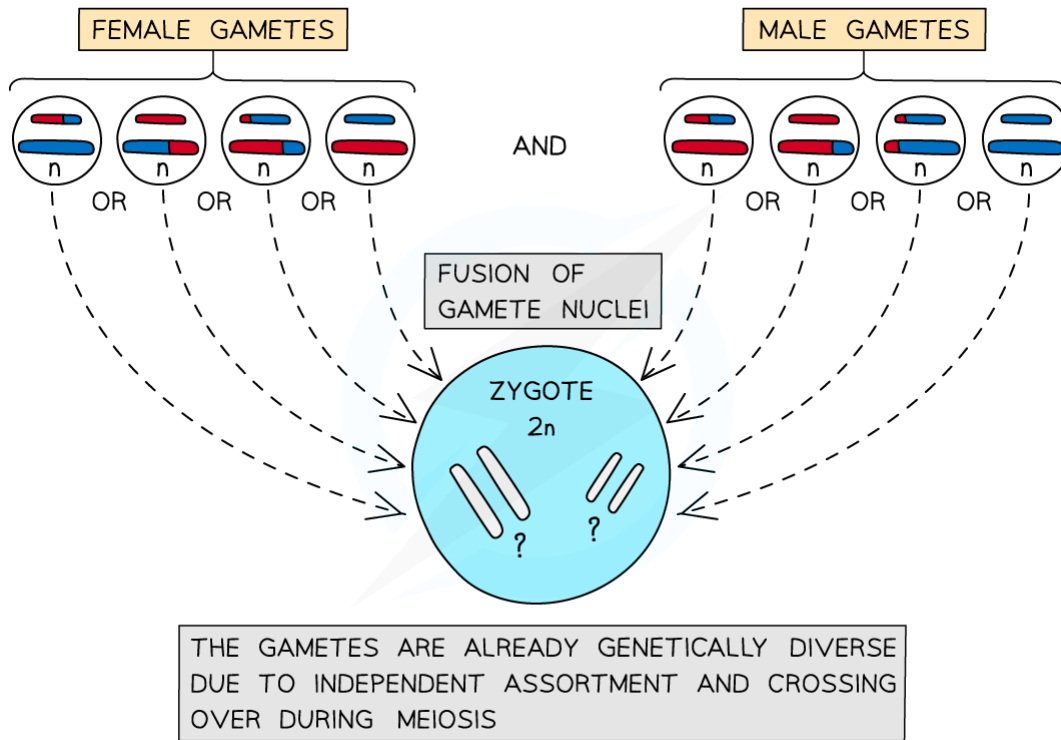 FEMALE GAMETES
MALE GAMETES
n
n
n
n
AND
n
n
n
n
OR
OR
OR
OR
OR
OR
FUSION OF
GAMETE NUCLEI
ZYGOTE
2n
?
?
THE GAMETES ARE ALREADY GENETICALLY DIVERSE
DUE TO INDEPENDENT ASSORTMENT AND CROSSING
OVER DURING MEIOSIS